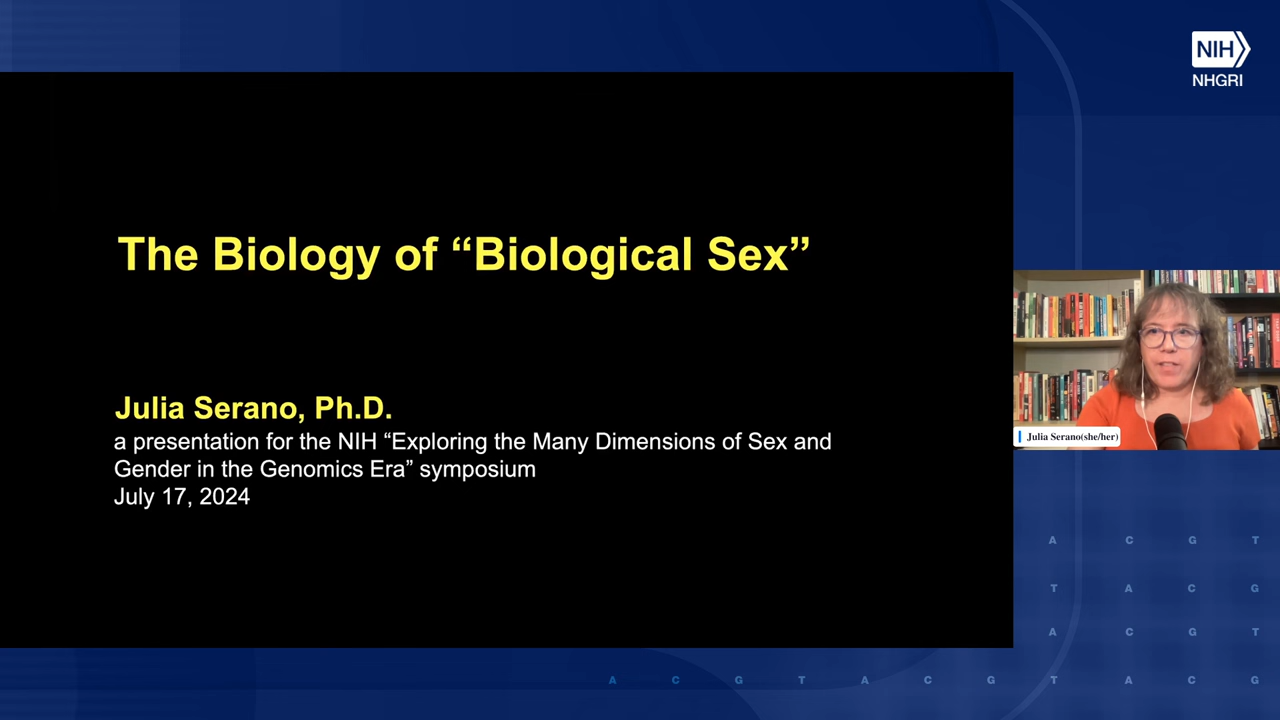 NIH
NHGRI
The Biology of “Biological Sex”
Julia Serano, Ph.D.
a presentation for the NIH “Exploring the Many Dimensions of Sex and
Gender in the Genomics Era” symposium
July 17, 2024
Julia Serano(she/her)
A C G T
T A C G
A C G T
A C G T A C G T A C G